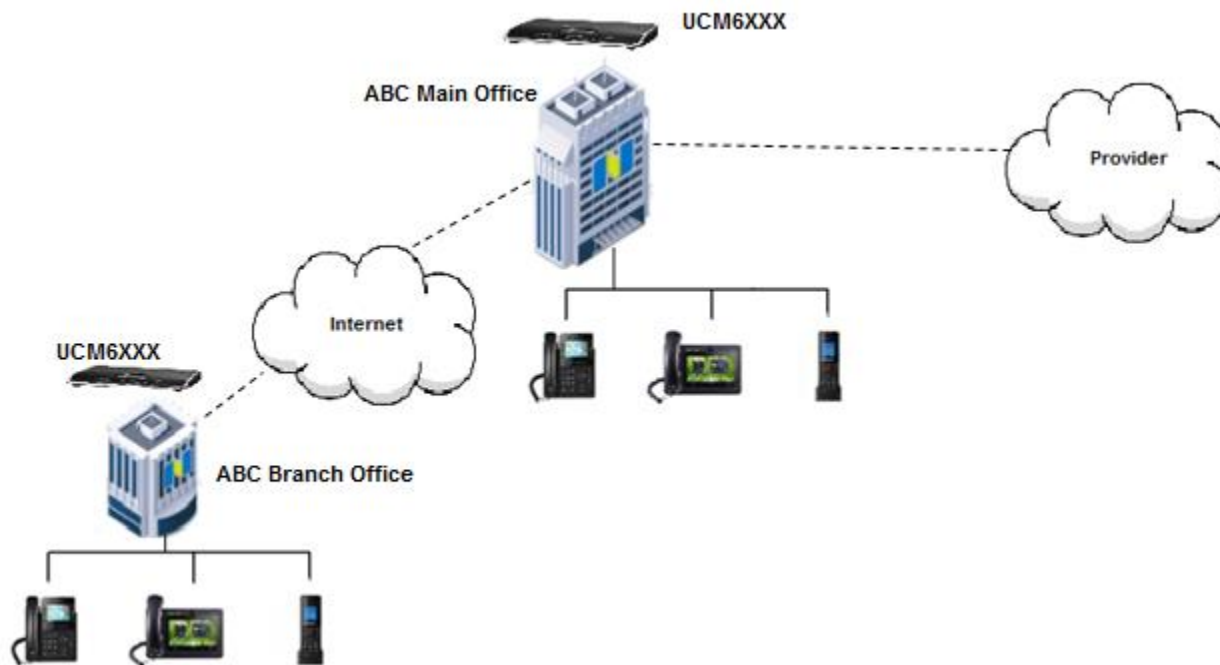 UCM6XXX
ABC Main Office
Provider
Internet
UCM6XXX
ABC Branch Office